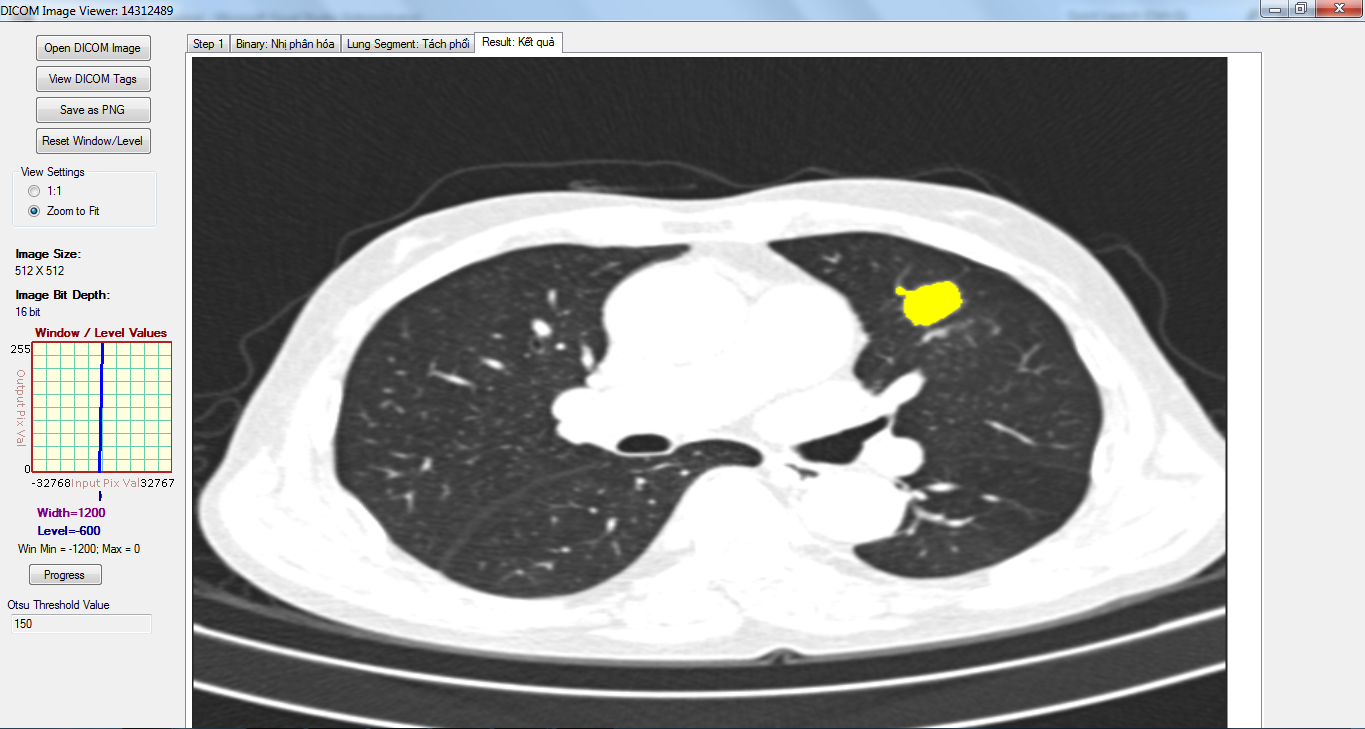 DICOM Image Viewer: 14312489
Open DICOM Image
View DICOM Tags
Save as PNG
Reset Window/Level
View Settings
1:1
Zoom to Fit
Image Size:
512 X 512
Image Bit Depth:
16 bit
Window / Level Values
255
Output Pix Val
0
-32768 Input Pix Val 32767
Width=1200
Level=-600
Win Min = -1200; Max = 0
Progress
Otsu Threshold Value
150
Step 1 Binary: Nhị phân hóa Lung Segment: Tách phổi Result: Kết quả